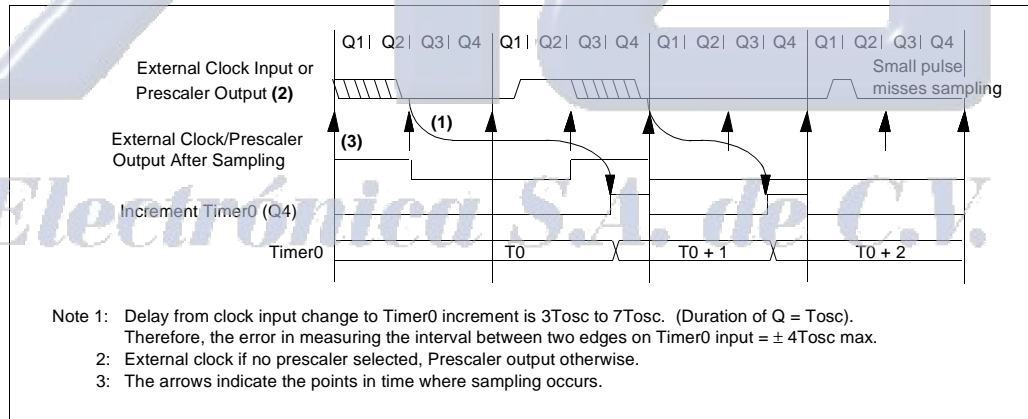 Q1| Q2| Q3| Q4 Q1| Q2| Q3| Q4 Q1| Q2| Q3| Q4 Q1| Q2| Q3| Q4
External Clock Input or
Prescaler Output (2)
Small pulse
misses sampling
(1)
(3)
External Clock/Prescaler
Output After Sampling
Increment Timer0 (Q4)
Electrónica S.A. de C.V.
Timer0 T0 T0 + 1 T0 + 2
Note 1: Delay from clock input change to Timer0 increment is 3Tosc to 7Tosc. (Duration of Q = Tosc).
Therefore, the error in measuring the interval between two edges on Timer0 input = ± 4Tosc max.
2: External clock if no prescaler selected, Prescaler output otherwise.
3: The arrows indicate the points in time where sampling occurs.